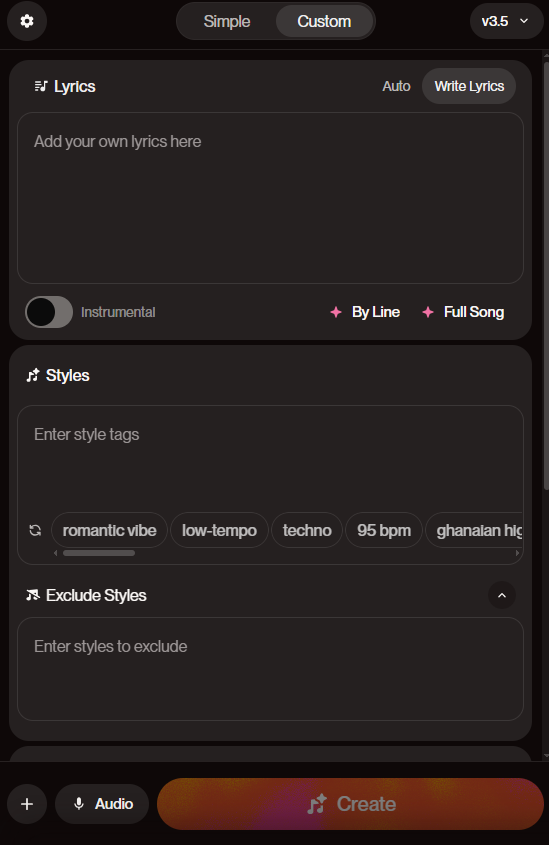 Simple Custom v3.5
Lyrics Auto Write Lyrics
Add your own lyrics here
Instrumental By Line Full Song
Styles
Enter style tags
romantic vibe low-tempo techno 95 bpm ghanaian hig
Exclude Styles
Enter styles to exclude
Audio Create